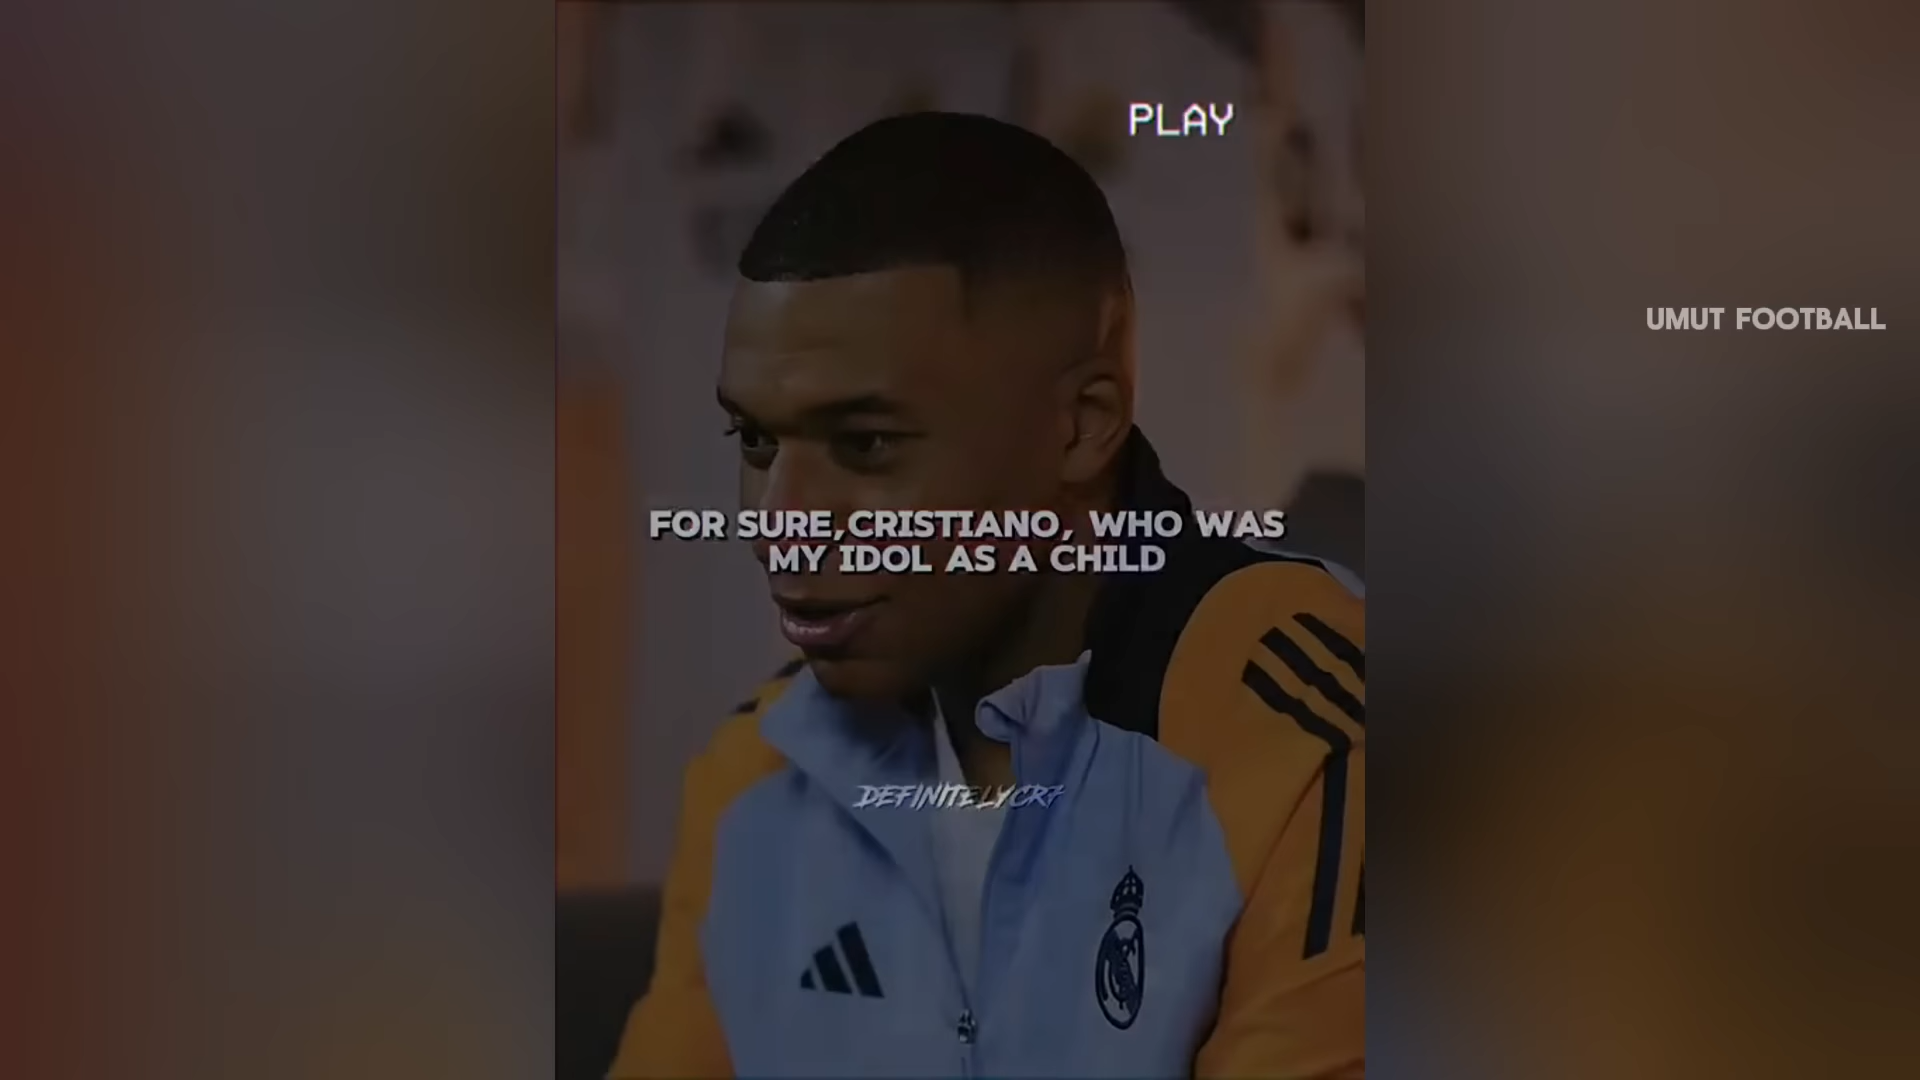 PLAY
UMUT FOOTBALL
FOR SURE,CRISTIANO, WHO WAS
MY IDOL AS A CHILD
DEFINITELYCR7